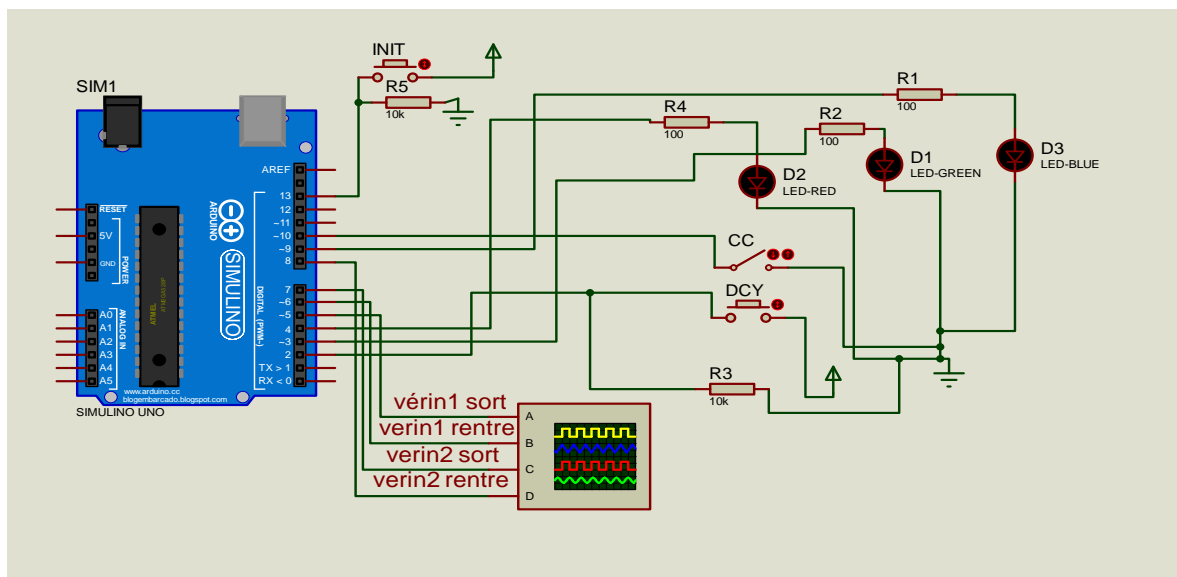 INIT
SIM1
R5
10k
R1
100
R4
100
R2
100
D3
LED-BLUE
D1
LED-GREEN
D2
LED-RED
AREF
13
12
~11
~10
~9
8
7
~6
~5
4
~3
2
TX > 1
RX < 0
RESET
5V
GND
POWER
A0
A1
A2
A3
A4
A5
ANALOG IN
ATMEL
ATMEGA328P
ARDUINO
SIMULINO
DIGITAL (PWM~)
www.arduino.cc
blogembarcado.blogspot.com
SIMULINO UNO
CC
DCY
R3
10k
vérin1 sort
verin1 rentre
verin2 sort
verin2 rentre
A
B
C
D